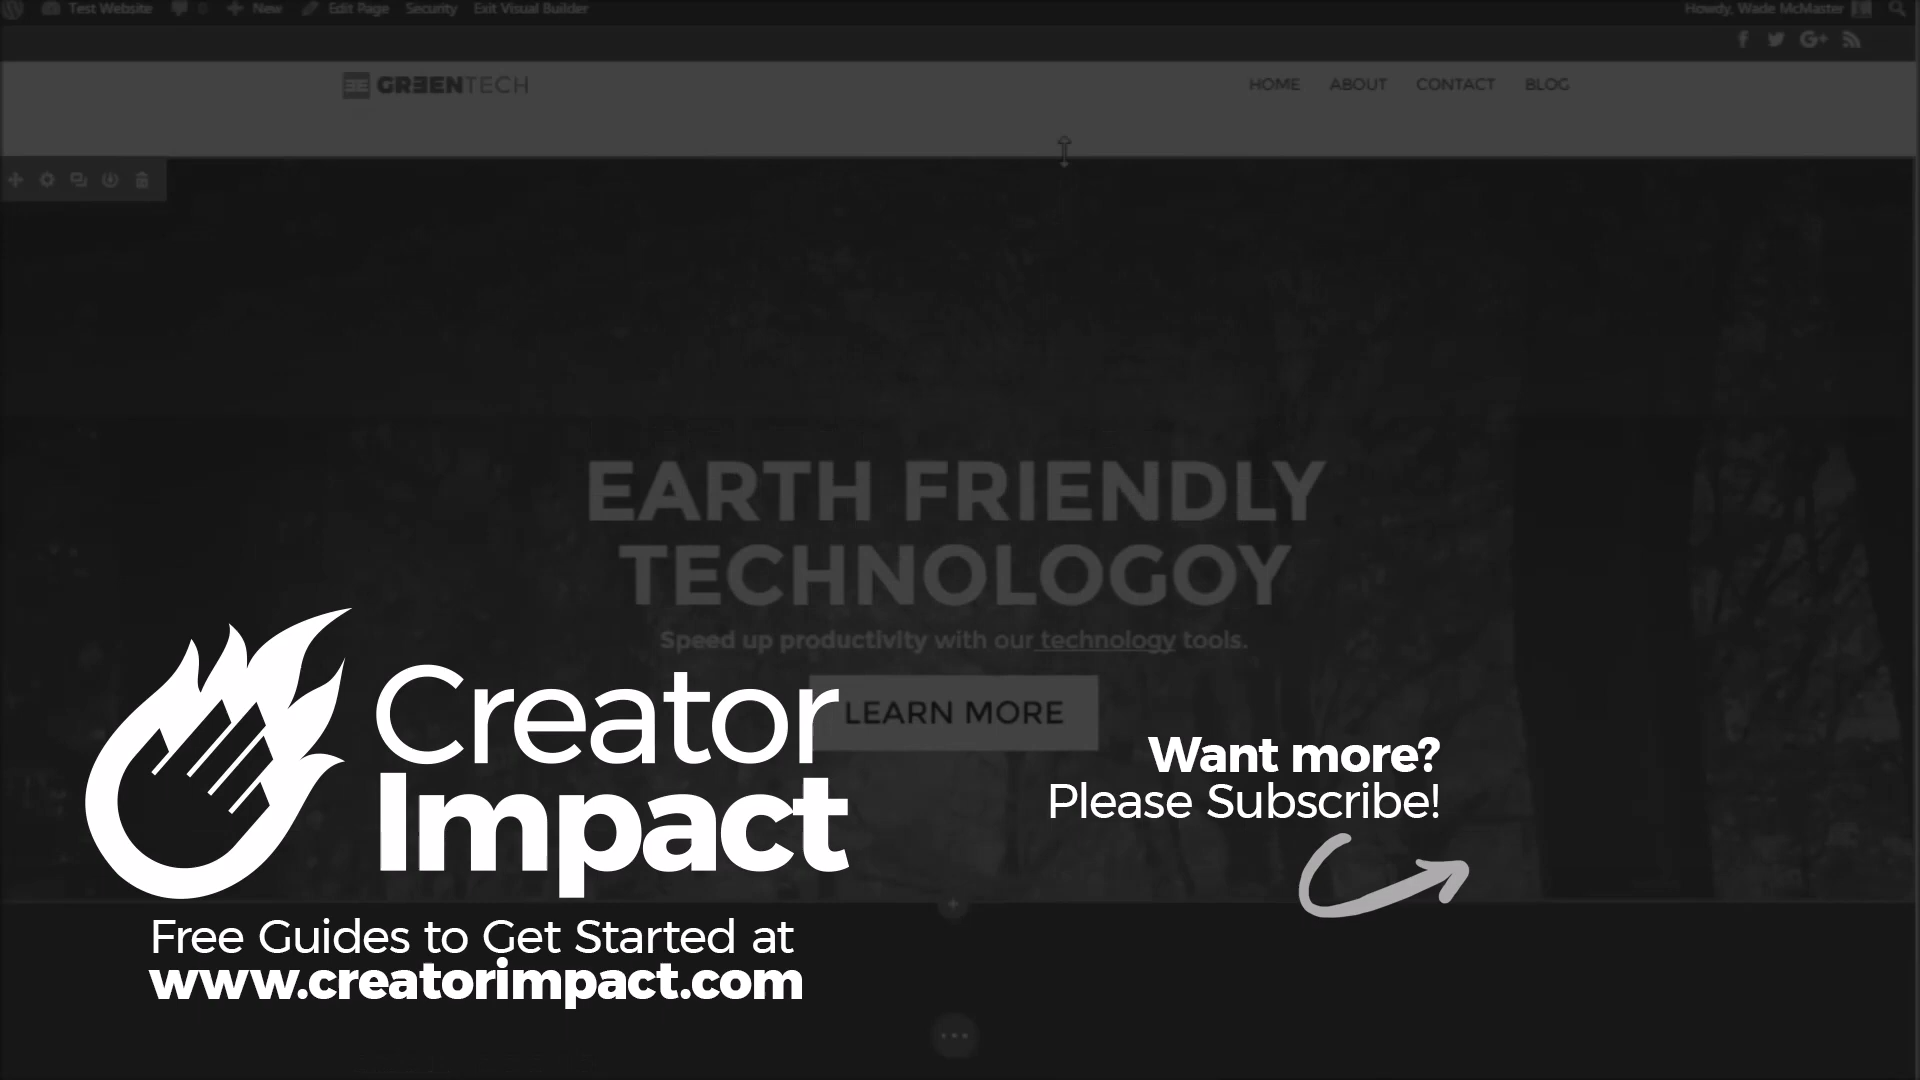 Test Website 0 New Edit Page Security Exit Visual Builder Howdy, Wade McMaster
GREENTECH HOME ABOUT CONTACT BLOG
EARTH FRIENDLY
TECHNOLOGOY
Speed up productivity with our technology tools.
LEARN MORE
Creator
Impact
Want more?
Please Subscribe!
Free Guides to Get Started at
www.creatorimpact.com